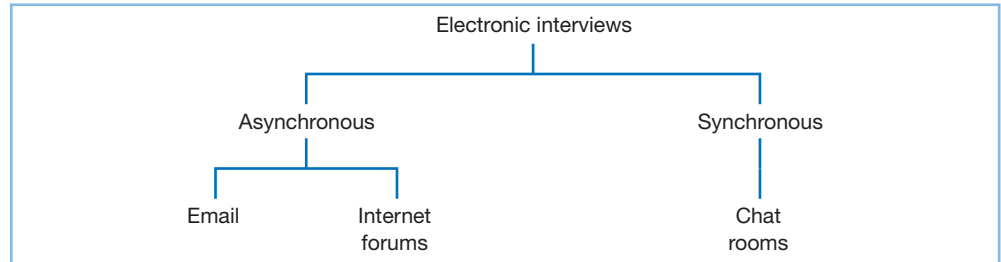 Electronic interviews
Asynchronous
Synchronous
Email
Internet
forums
Chat
rooms